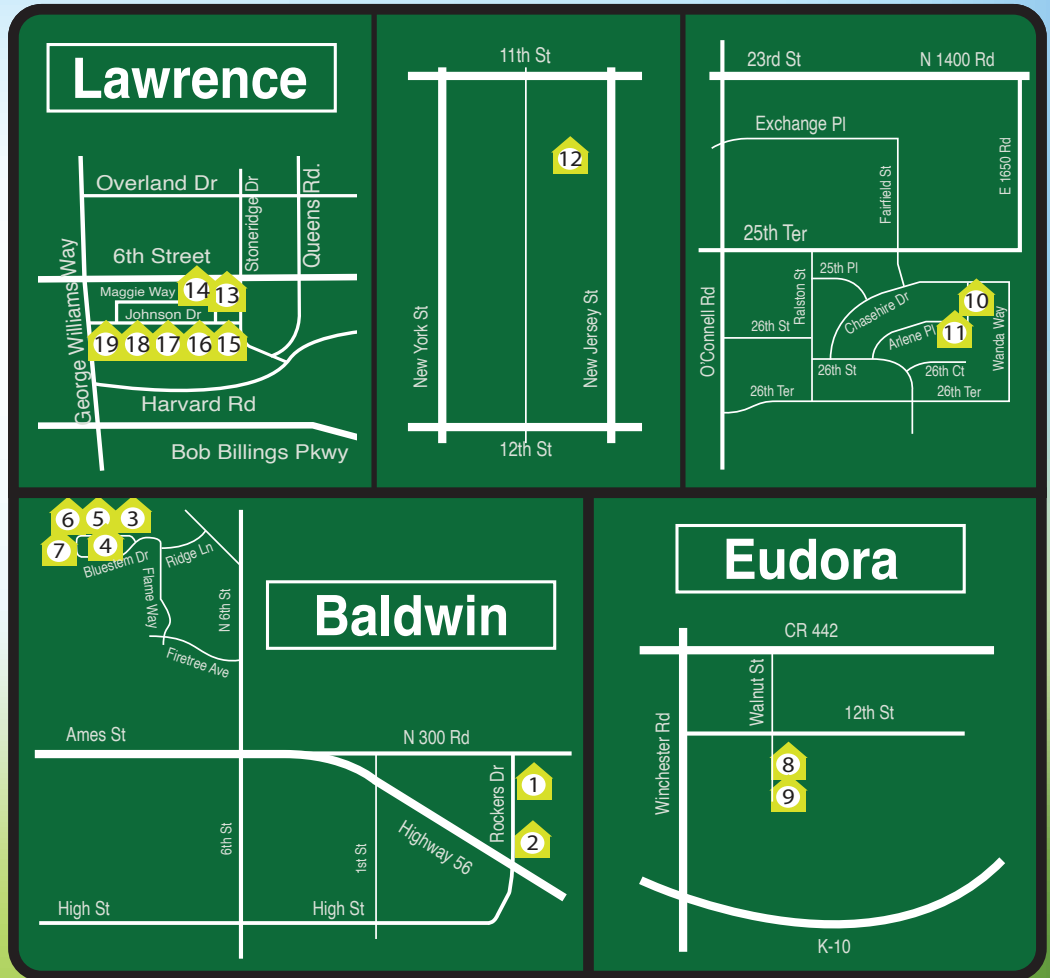 Lawrence
Overland Dr
Stoneridge Dr
Queens Rd.
George Williams Way
6th Street
Maggie Way
14
13
Johnson Dr
19
18
17
16
15
Harvard Rd
Bob Billings Pkwy
11th St
12
New York St
New Jersey St
12th St
23rd St
N 1400 Rd
Exchange Pl
Fairfield St
E 1650 Rd
25th Ter
O'Connell Rd
Ralston St
25th Pl
Chasehire Dr
10
26th St
Arlene Pl
11
Wanda Way
26th St
26th Ct
26th Ter
26th Ter
6
5
3
7
4
Bluestem Dr
Ridge Ln
Flame Way
N 6th St
Firetree Ave
Baldwin
Ames St
N 300 Rd
Rockers Dr
1
6th St
1st St
Highway 56
2
High St
High St
Eudora
CR 442
Walnut St
12th St
Winchester Rd
8
9
K-10